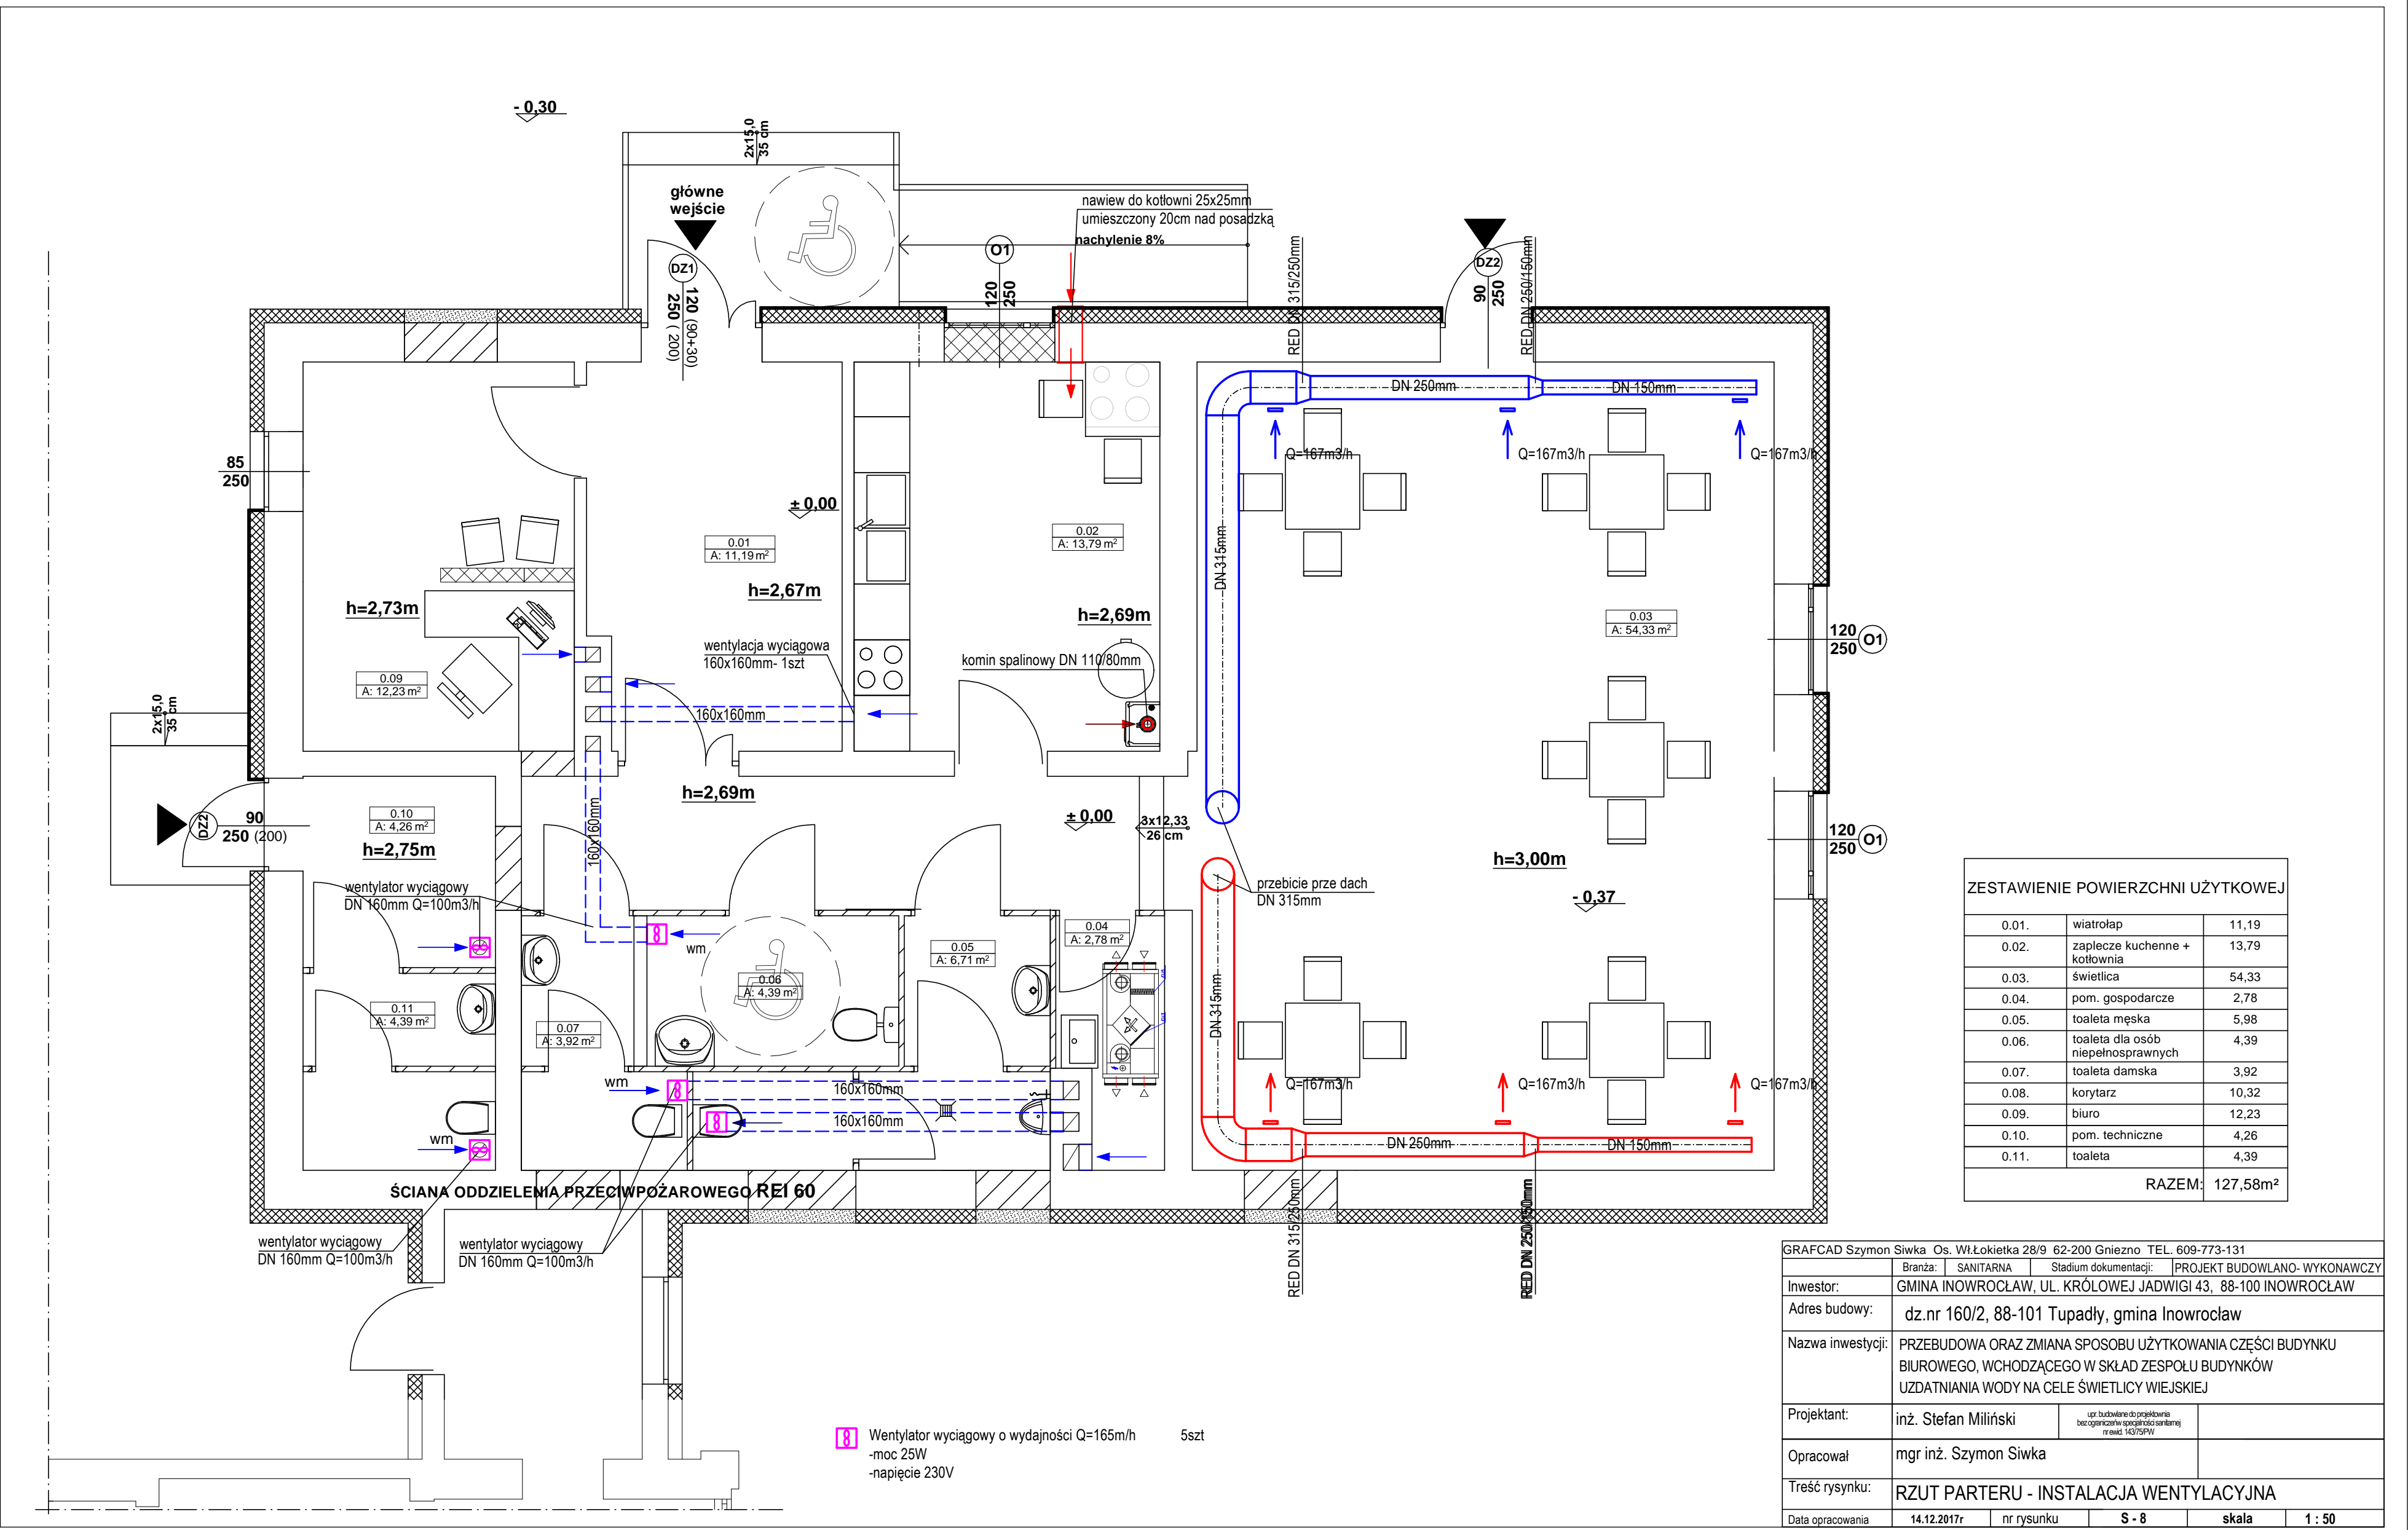 - 0,30
2x15,0
35 cm
główne
wejście
nawiew do kotłowni 25x25mm
umieszczony 20cm nad posadzką
nachylenie 8%
DZ1
120 (90+30)
250 ( 200)
O1
120
250
RED DN 315/250mm
DZ2
90
250
RED DN 250/150mm
DN 250mm
DN 150mm
Q=167m3/h
Q=167m3/h
Q=167m3/h
85
250
± 0,00
0.01
A: 11,19 m²
0.02
A: 13,79 m²
DN 315mm
h=2,73m
h=2,67m
h=2,69m
0.03
A: 54,33 m²
120
250
O1
wentylacja wyciągowa
160x160mm- 1szt
komin spalinowy DN 110/80mm
0.09
A: 12,23 m²
160x160mm
2x15,0
35 cm
h=2,69m
DZ2
90
250 (200)
0.10
A: 4,26 m²
h=2,75m
160x160mm
± 0,00
3x12,33
26 cm
120
250
O1
h=3,00m
wentylator wyciągowy
DN 160mm Q=100m3/h
przebicie prze dach
DN 315mm
- 0,37
wm
0.04
A: 2,78 m²
0.05
A: 6,71 m²
0.06
A: 4,39 m²
0.11
A: 4,39 m²
0.07
A: 3,92 m²
DN 315mm
wm
160x160mm
160x160mm
wm
Q=167m3/h
Q=167m3/h
Q=167m3/h
DN 250mm
DN 150mm
ŚCIANA ODDZIELENIA PRZECIWPOŻAROWEGO REI 60
RED DN 315/250mm
RED DN 250/150mm
wentylator wyciągowy
DN 160mm Q=100m3/h
wentylator wyciągowy
DN 160mm Q=100m3/h
Wentylator wyciągowy o wydajności Q=165m/h 5szt
-moc 25W
-napięcie 230V
ZESTAWIENIE POWIERZCHNI UŻYTKOWEJ
0.01. wiatrołap 11,19
0.02. zaplecze kuchenne + 13,79
kotłownia
0.03. świetlica 54,33
0.04. pom. gospodarcze 2,78
0.05. toaleta męska 5,98
0.06. toaleta dla osób 4,39
niepełnosprawnych
0.07. toaleta damska 3,92
0.08. korytarz 10,32
0.09. biuro 12,23
0.10. pom. techniczne 4,26
0.11. toaleta 4,39
RAZEM: 127,58m²
GRAFCAD Szymon Siwka Os. Wł.Łokietka 28/9 62-200 Gniezno TEL. 609-773-131
Branża: SANITARNA Stadium dokumentacji: PROJEKT BUDOWLANO- WYKONAWCZY
Inwestor: GMINA INOWROCŁAW, UL. KRÓLOWEJ JADWIGI 43, 88-100 INOWROCŁAW
Adres budowy: dz.nr 160/2, 88-101 Tupadły, gmina Inowrocław
Nazwa inwestycji: PRZEBUDOWA ORAZ ZMIANA SPOSOBU UŻYTKOWANIA CZĘŚCI BUDYNKU
BIUROWEGO, WCHODZĄCEGO W SKŁAD ZESPOŁU BUDYNKÓW
UZDATNIANIA WODY NA CELE ŚWIETLICY WIEJSKIEJ
Projektant: inż. Stefan Miliński
upr. budowlane do projektownia
bez ograniczeń w specjalności sanitarnej
nr ewid. 143/75/PW
Opracował mgr inż. Szymon Siwka
Treść rysynku: RZUT PARTERU - INSTALACJA WENTYLACYJNA
Data opracowania 14.12.2017r nr rysunku S - 8 skala 1 : 50